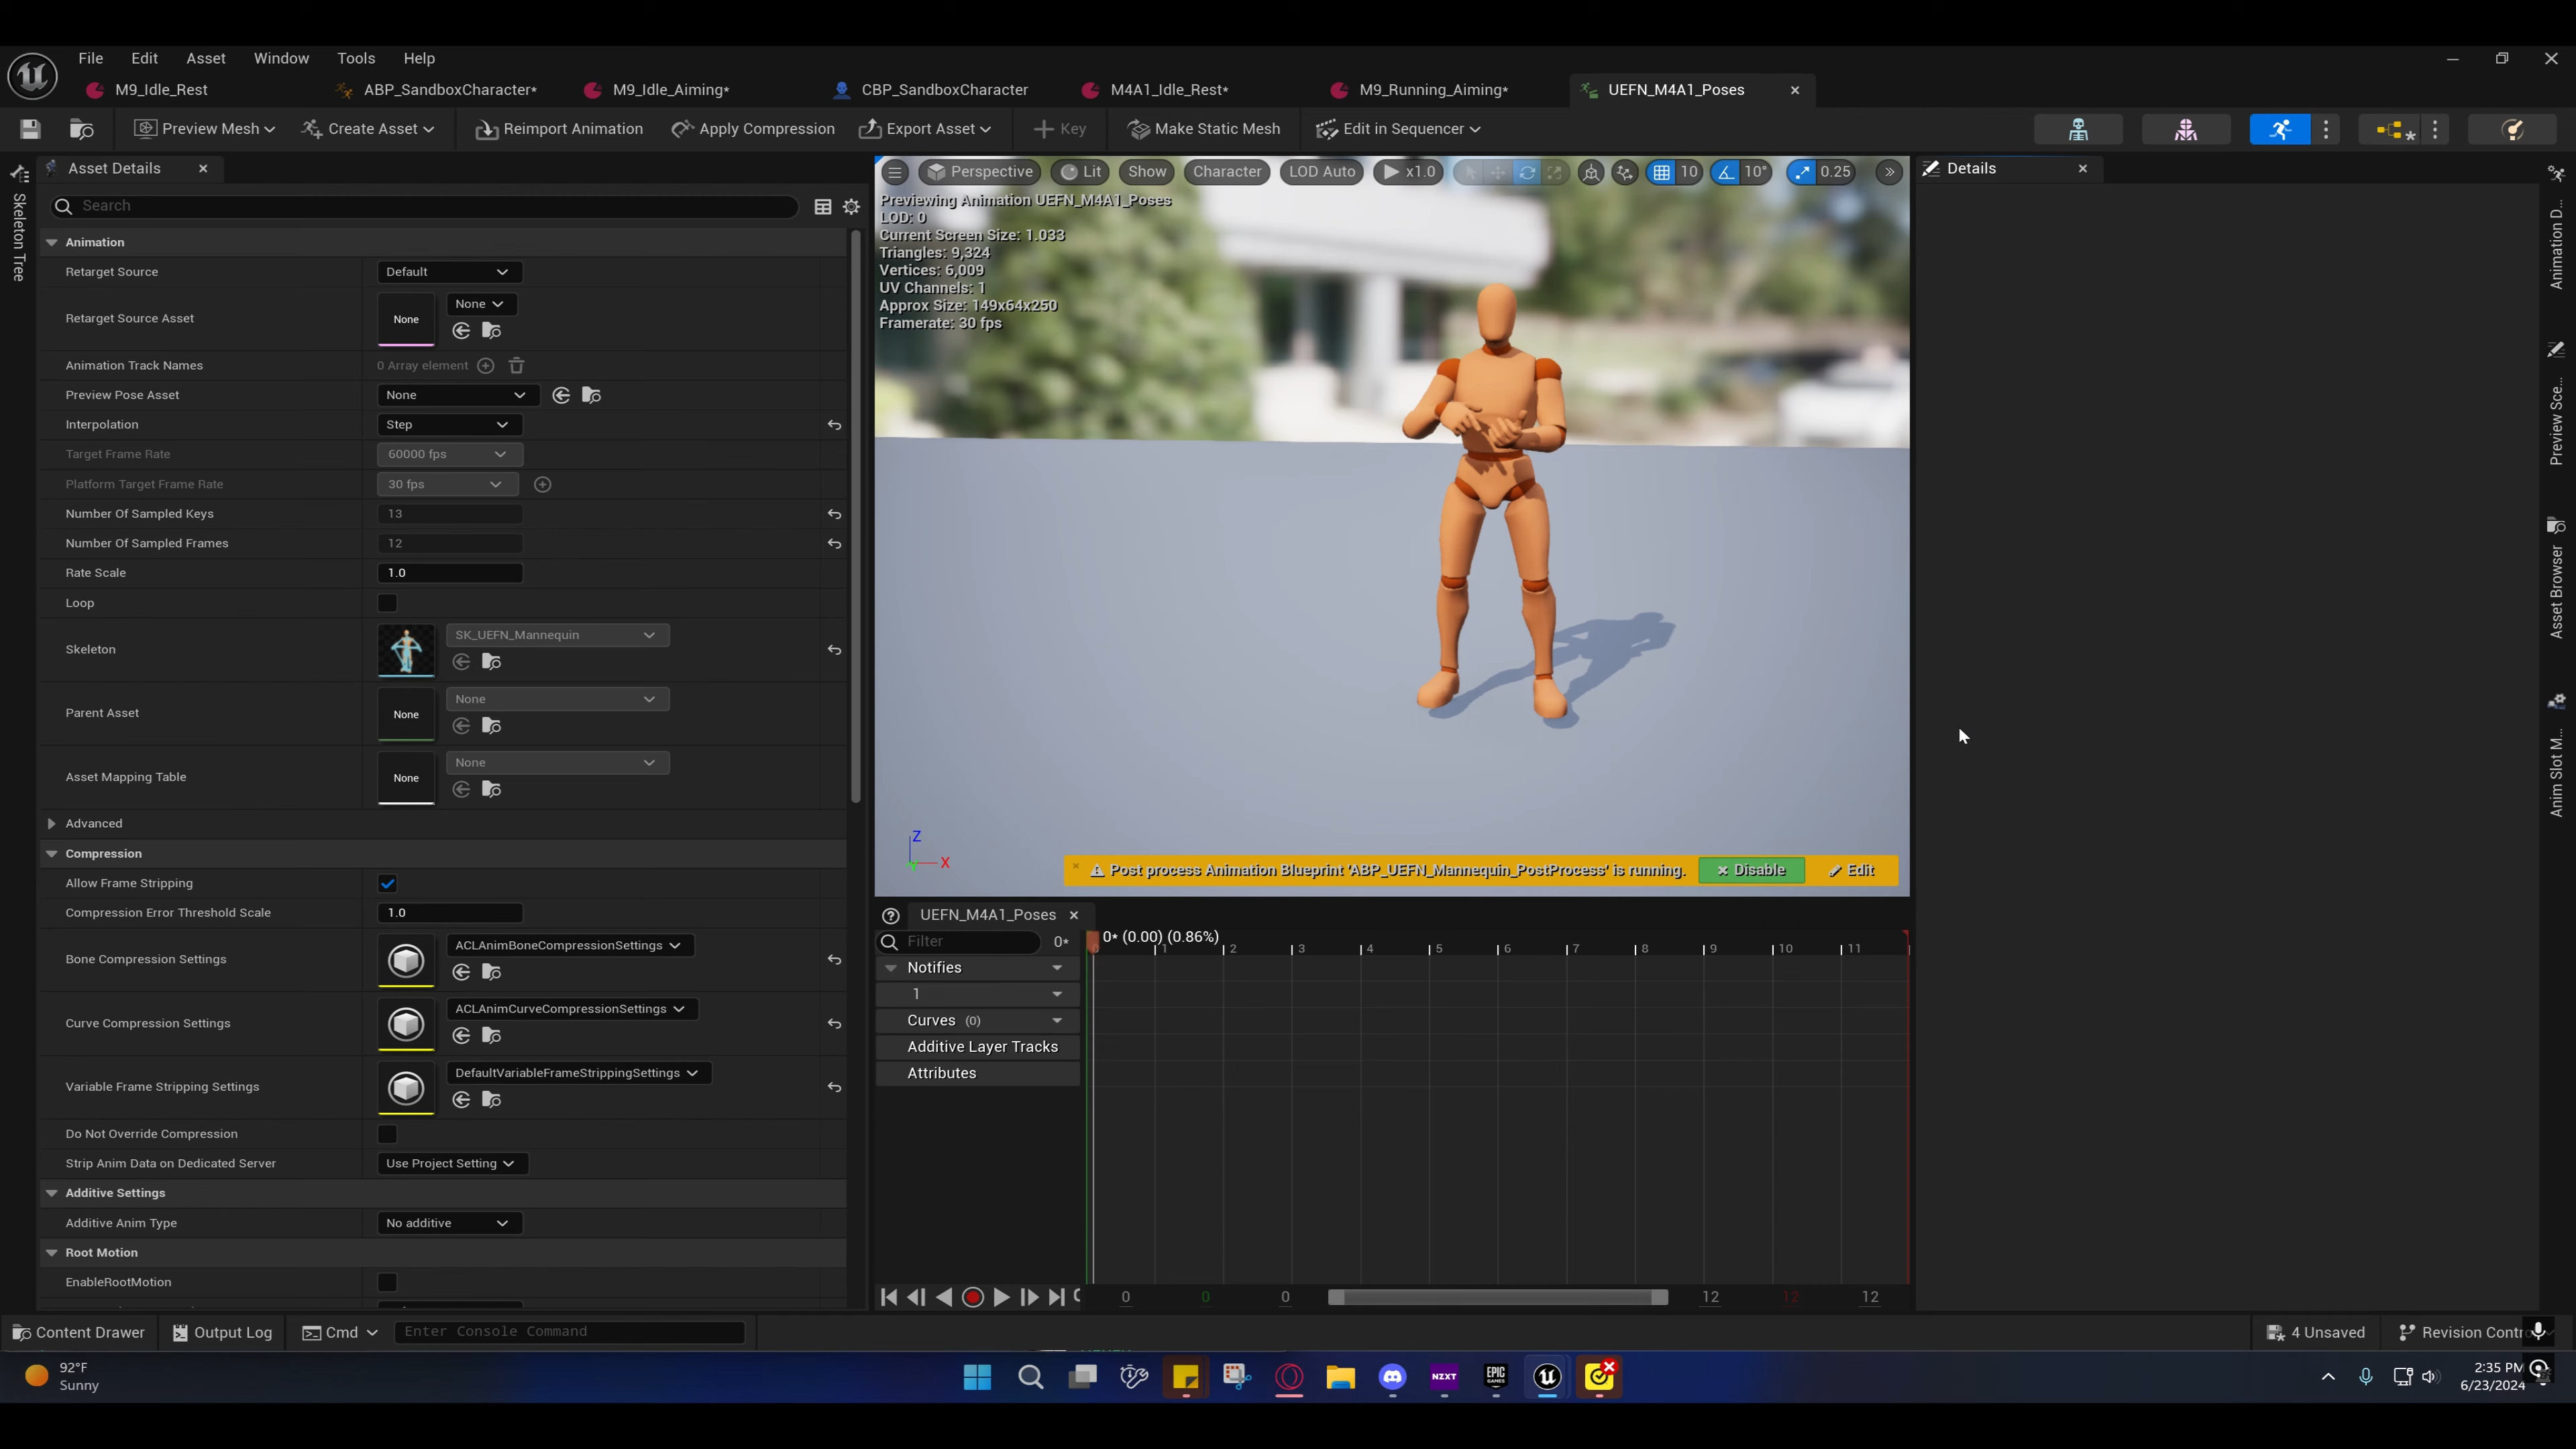 File Edit Asset Window Tools Help
M9_Idle_Rest ABP_SandboxCharacter* M9_Idle_Aiming* CBP_SandboxCharacter M4A1_Idle_Rest* M9_Running_Aiming* UEFN_M4A1_Poses
Preview Mesh Create Asset Reimport Animation Apply Compression Export Asset Key Make Static Mesh Edit in Sequencer
Skeleton Tree
Asset Details
Search
Animation
Retarget Source Default
Retarget Source Asset None None
Animation Track Names 0 Array element
Preview Pose Asset None
Interpolation Step
Target Frame Rate 60000 fps
Platform Target Frame Rate 30 fps
Number Of Sampled Keys 13
Number Of Sampled Frames 12
Rate Scale 1.0
Loop
Skeleton SK_UEFN_Mannequin
Parent Asset None None
Asset Mapping Table None None
Advanced
Compression
Allow Frame Stripping
Compression Error Threshold Scale 1.0
Bone Compression Settings ACLAnimBoneCompressionSettings
Curve Compression Settings ACLAnimCurveCompressionSettings
Variable Frame Stripping Settings DefaultVariableFrameStrippingSettings
Do Not Override Compression
Strip Anim Data on Dedicated Server Use Project Setting
Additive Settings
Additive Anim Type No additive
Root Motion
EnableRootMotion
Perspective Lit Show Character LOD Auto x1.0 10 10° 0.25
Previewing Animation UEFN_M4A1_Poses
LOD: 0
Current Screen Size: 1.033
Triangles: 9,324
Vertices: 6,009
UV Channels: 1
Approx Size: 149x64x250
Framerate: 30 fps
Z
X
Post process Animation Blueprint 'ABP_UEFN_Mannequin_PostProcess' is running. Disable Edit
UEFN_M4A1_Poses
Filter 0* 0* (0.00) (0.86%)
0 1 2 3 4 5 6 7 8 9 10 11
Notifies
1
Curves (0)
Additive Layer Tracks
Attributes
0 0 0 12 12 12
Details
Animation D...
Preview Sce...
Asset Browser
Anim Slot M...
Content Drawer Output Log Cmd Enter Console Command 4 Unsaved Revision Contro
92°F
Sunny
NZXT
EPIC
GAMES
2:35 PM
6/23/2024